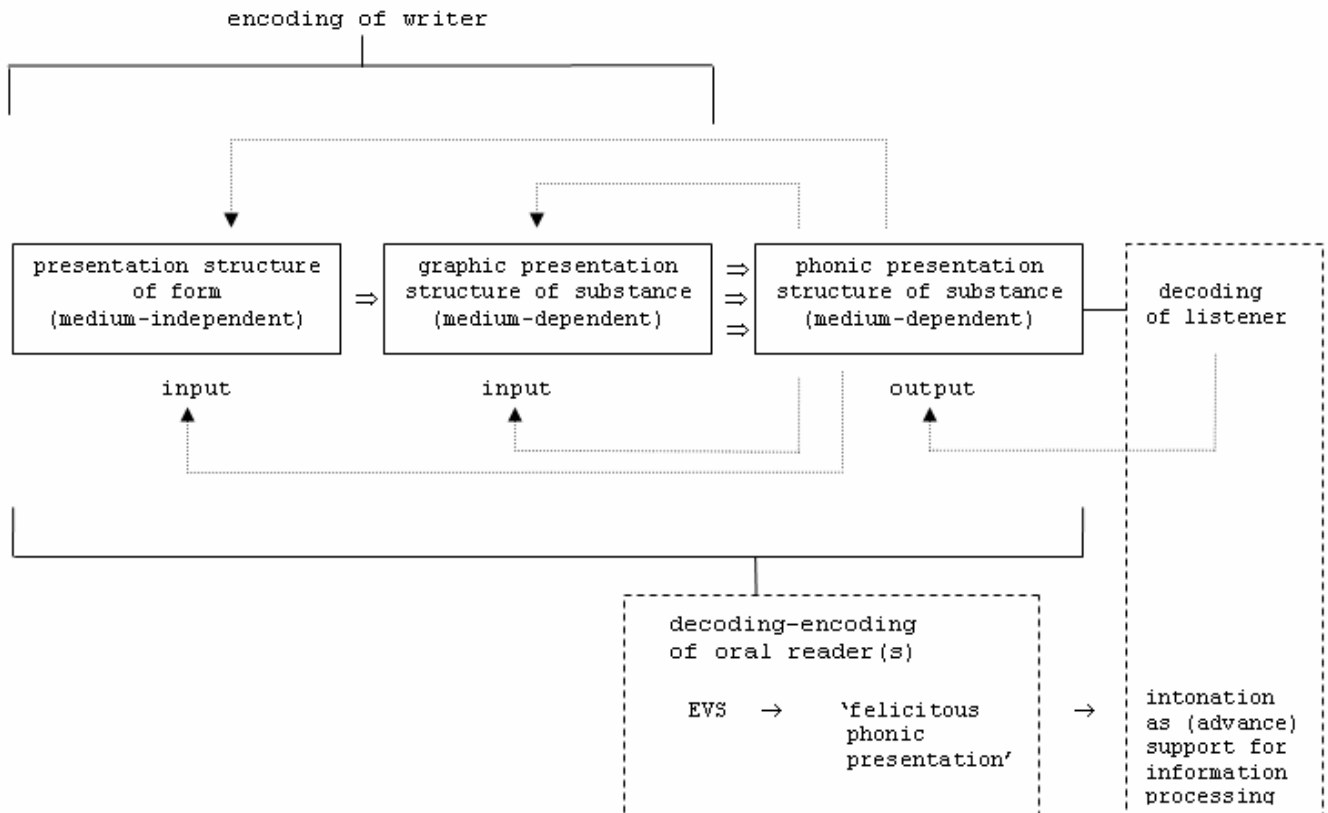 encoding of writer
presentation structure
of form
(medium-independent)
⇒
graphic presentation
structure of substance
(medium-dependent)
⇒
⇒
⇒
phonic presentation
structure of substance
(medium-dependent)
decoding
of listener
input
input
output
decoding-encoding
of oral reader(s)
EVS → ‘felicitous
phonic
presentation’
→
intonation
as (advance)
support for
information
processing